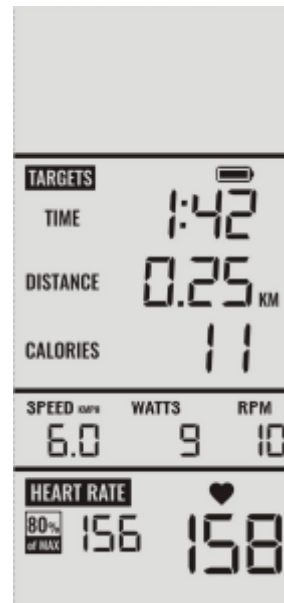 TARGETS
TIME 1:42
DISTANCE 0.25 KM
CALORIES 11
SPEED KMPH WATTS RPM
6.0 9 10
HEART RATE
80% of MAX 156 158